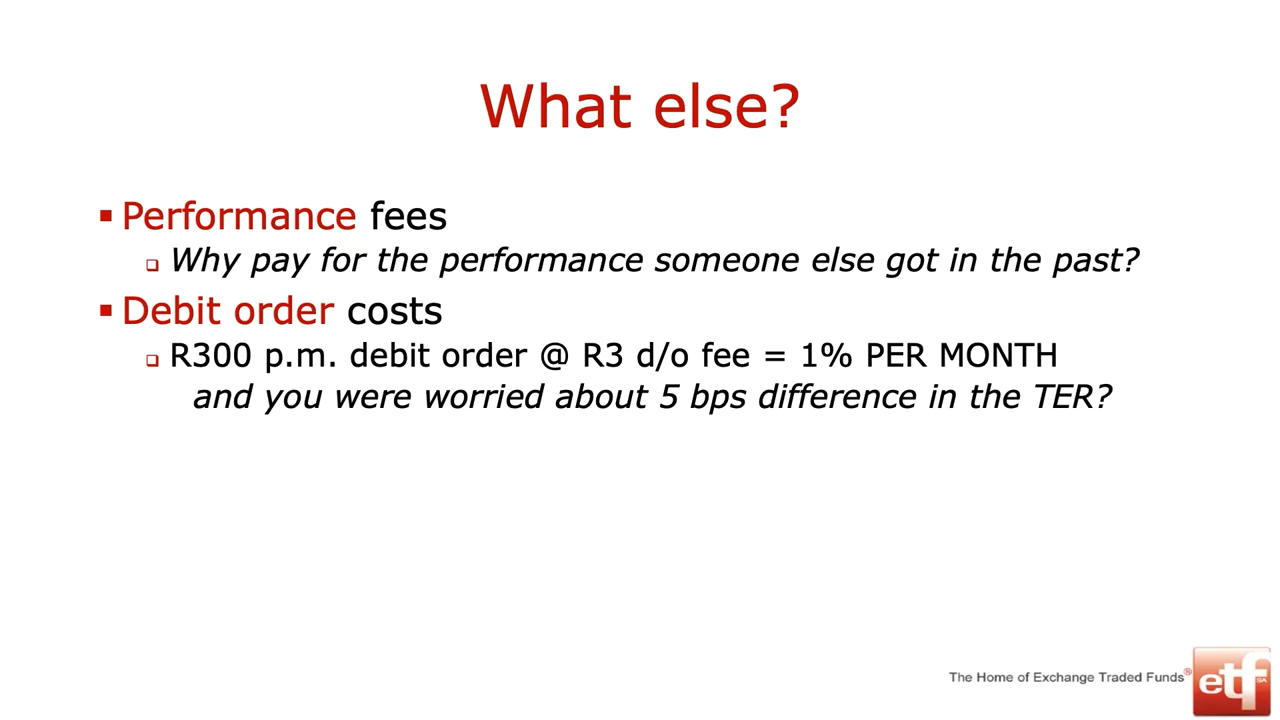 What else?
Performance fees
Why pay for the performance someone else got in the past?
Debit order costs
R300 p.m. debit order @ R3 d/o fee = 1% PER MONTH
and you were worried about 5 bps difference in the TER?
The Home of Exchange Traded Funds®
etfSA